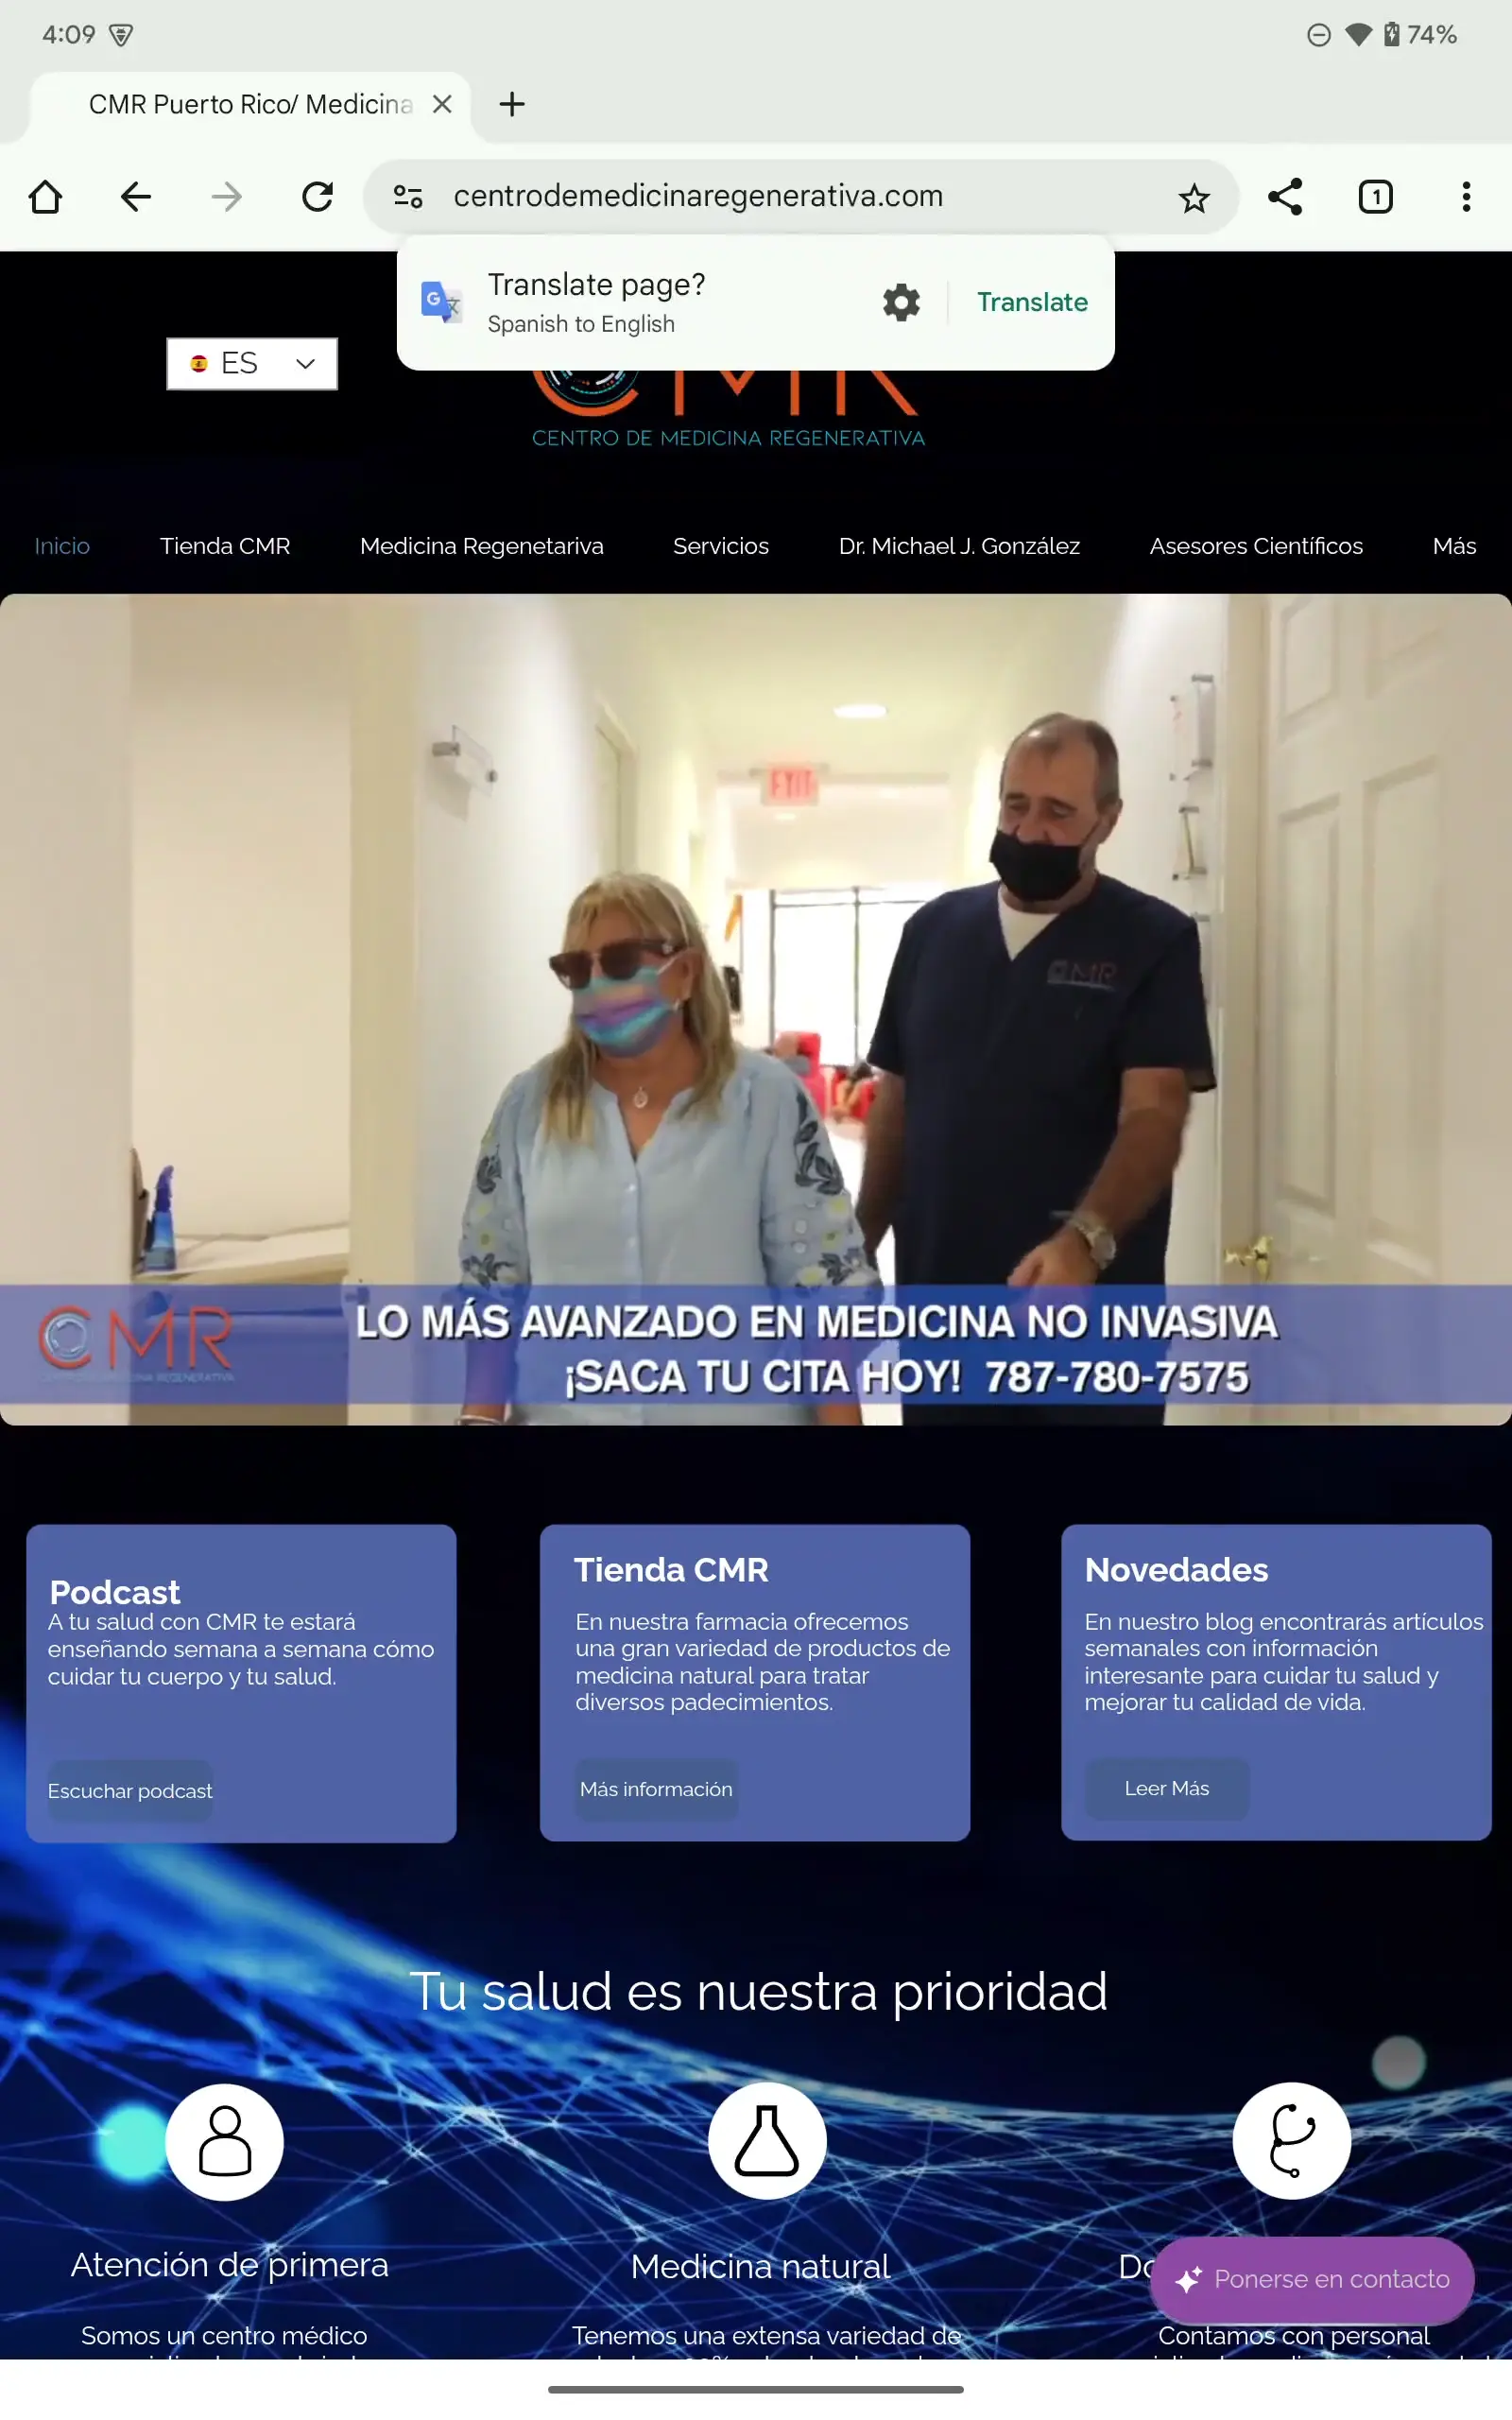 4:09
74%
CMR Puerto Rico/ Medicina
centrodemedicinaregenerativa.com
1
Translate page?
Spanish to English
Translate
ES
CMR
CENTRO DE MEDICINA REGENERATIVA
Inicio
Tienda CMR
Medicina Regenetariva
Servicios
Dr. Michael J. González
Asesores Científicos
Más
EXIT
CMR
CMR
LO MÁS AVANZADO EN MEDICINA NO INVASIVA
¡SACA TU CITA HOY! 787-780-7575
Podcast
A tu salud con CMR te estará
enseñando semana a semana cómo
cuidar tu cuerpo y tu salud.
Escuchar podcast
Tienda CMR
En nuestra farmacia ofrecemos
una gran variedad de productos de
medicina natural para tratar
diversos padecimientos.
Más información
Novedades
En nuestro blog encontrarás artículos
semanales con información
interesante para cuidar tu salud y
mejorar tu calidad de vida.
Leer Más
Tu salud es nuestra prioridad
Atención de primera
Somos un centro médico
Medicina natural
Tenemos una extensa variedad de
Ponerse en contacto
Contamos con personal